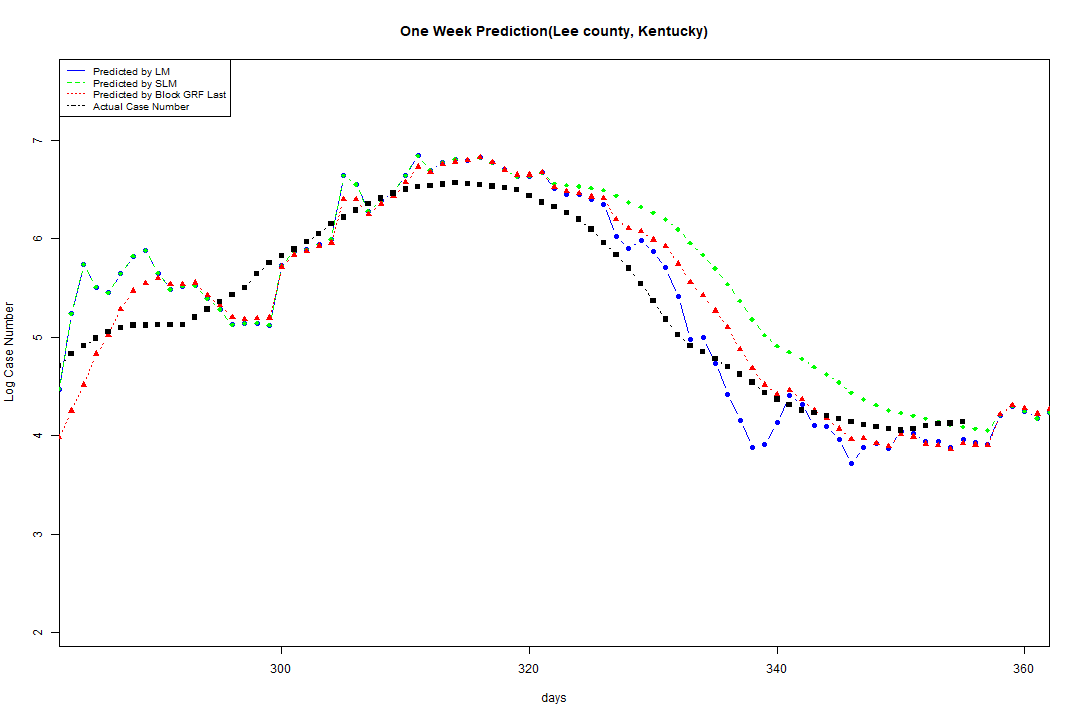 One Week Prediction(Lee county, Kentucky)
Predicted by LM
Predicted by SLM
Predicted by Block GRF Last
Actual Case Number
7
6
5
4
3
2
Log Case Number
300
320
340
360
days